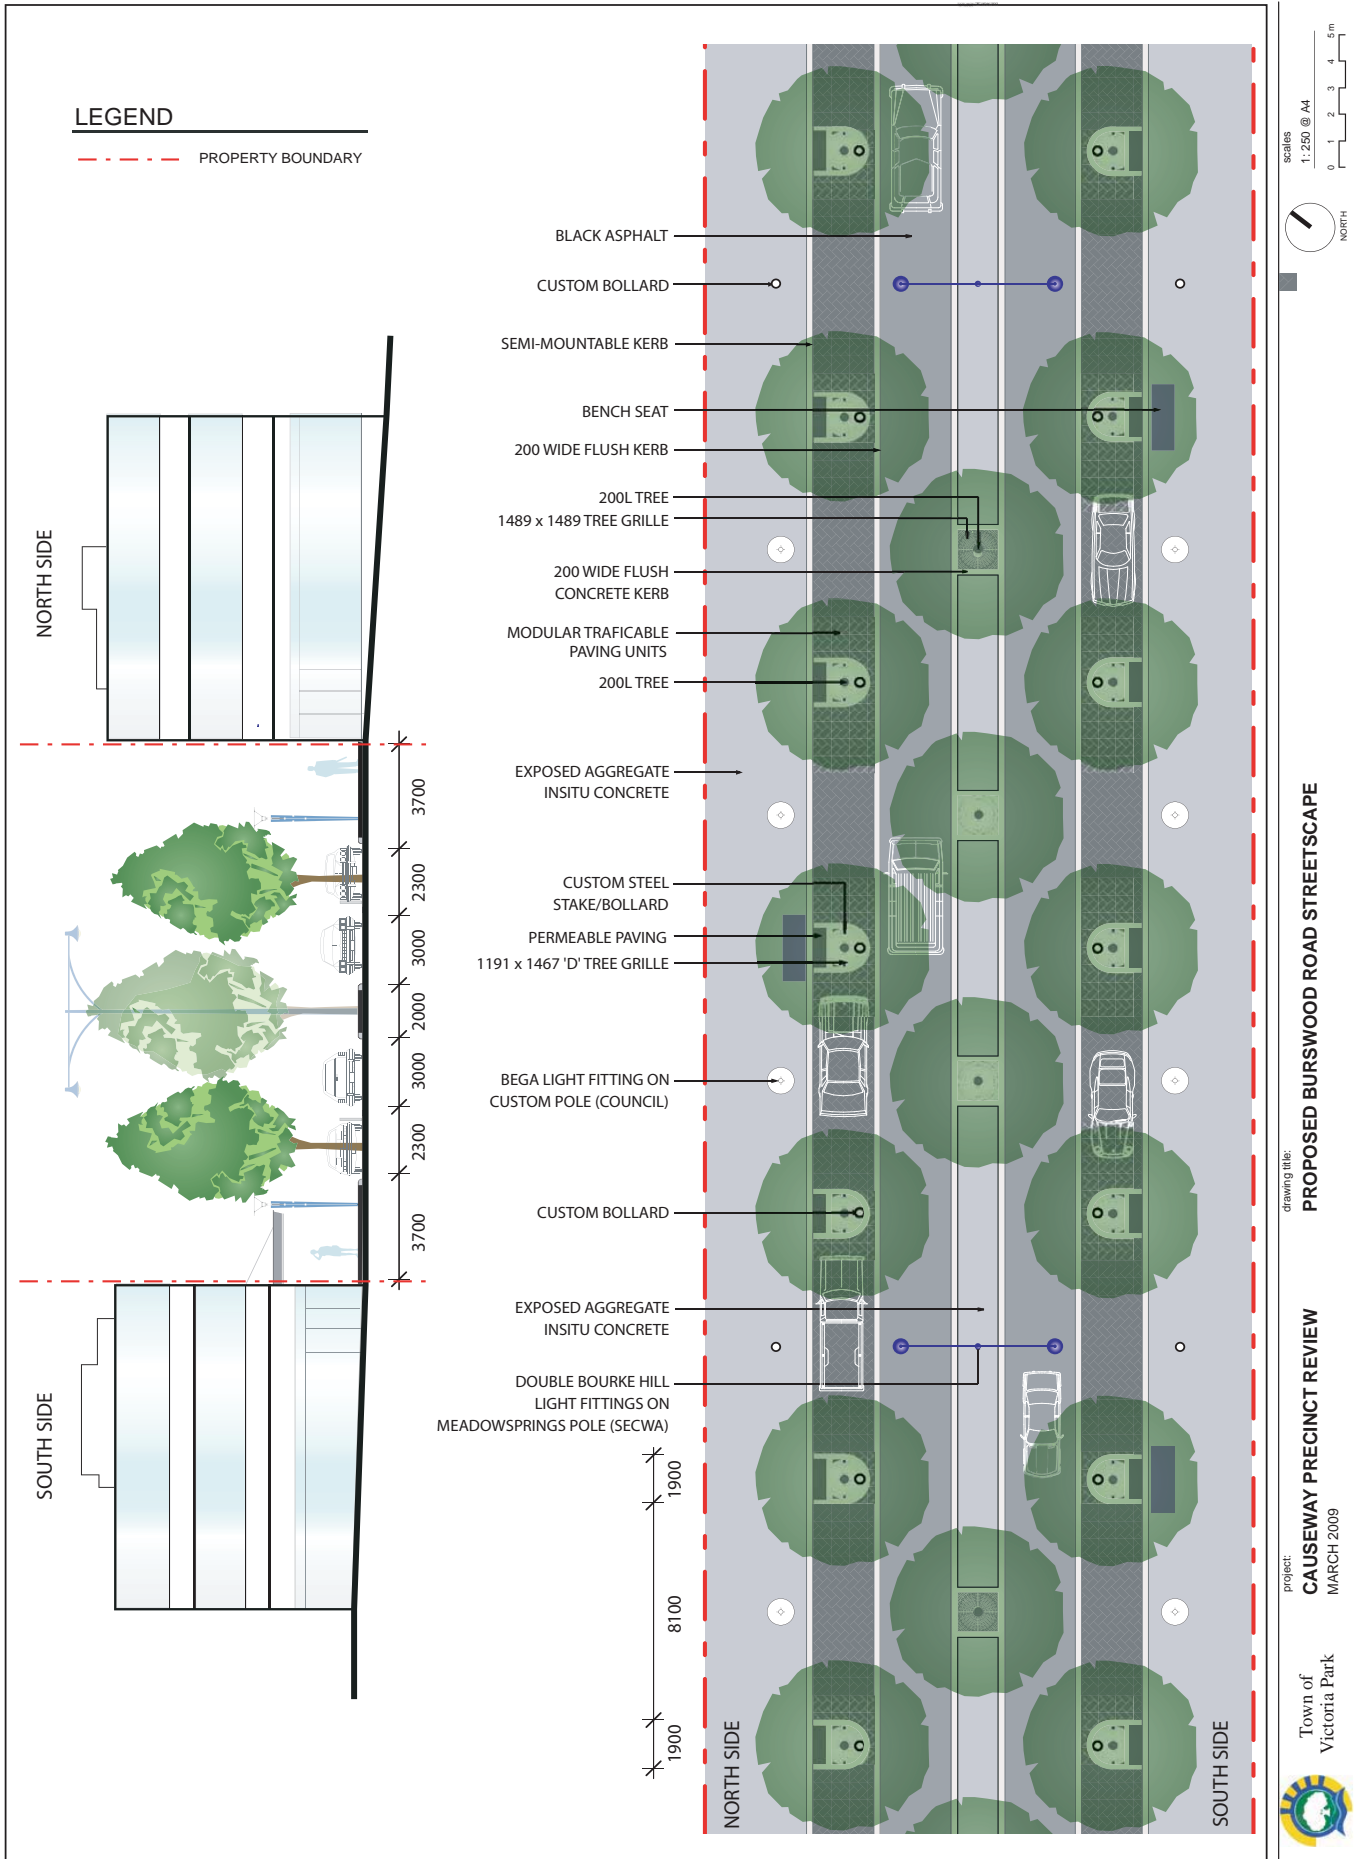 LEGEND
PROPERTY BOUNDARY
BLACK ASPHALT
CUSTOM BOLLARD
SEMI-MOUNTABLE KERB
BENCH SEAT
200 WIDE FLUSH KERB
200L TREE
1489 x 1489 TREE GRILLE
200 WIDE FLUSH
CONCRETE KERB
MODULAR TRAFICABLE
PAVING UNITS
200L TREE
EXPOSED AGGREGATE
INSITU CONCRETE
CUSTOM STEEL
STAKE/BOLLARD
PERMEABLE PAVING
1191 x 1467 'D' TREE GRILLE
BEGA LIGHT FITTING ON
CUSTOM POLE (COUNCIL)
CUSTOM BOLLARD
EXPOSED AGGREGATE
INSITU CONCRETE
DOUBLE BOURKE HILL
LIGHT FITTINGS ON
MEADOWSPRINGS POLE (SECWA)
NORTH SIDE
SOUTH SIDE
3700
2300
3000
2000
3000
2300
3700
1900
8100
1900
NORTH SIDE
SOUTH SIDE
scales
1: 250 @ A4
0 1 2 3 4 5 m
NORTH
drawing title:
PROPOSED BURSWOOD ROAD STREETSCAPE
project:
CAUSEWAY PRECINCT REVIEW
MARCH 2009
Town of
Victoria Park